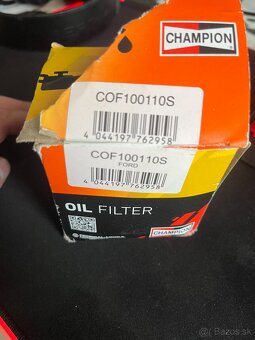 CHAMPION
COF100110S
4 044197 762958
COF100110S
FORD
4 044197 762958
OIL FILTER
CHAMPION
Bazos.sk